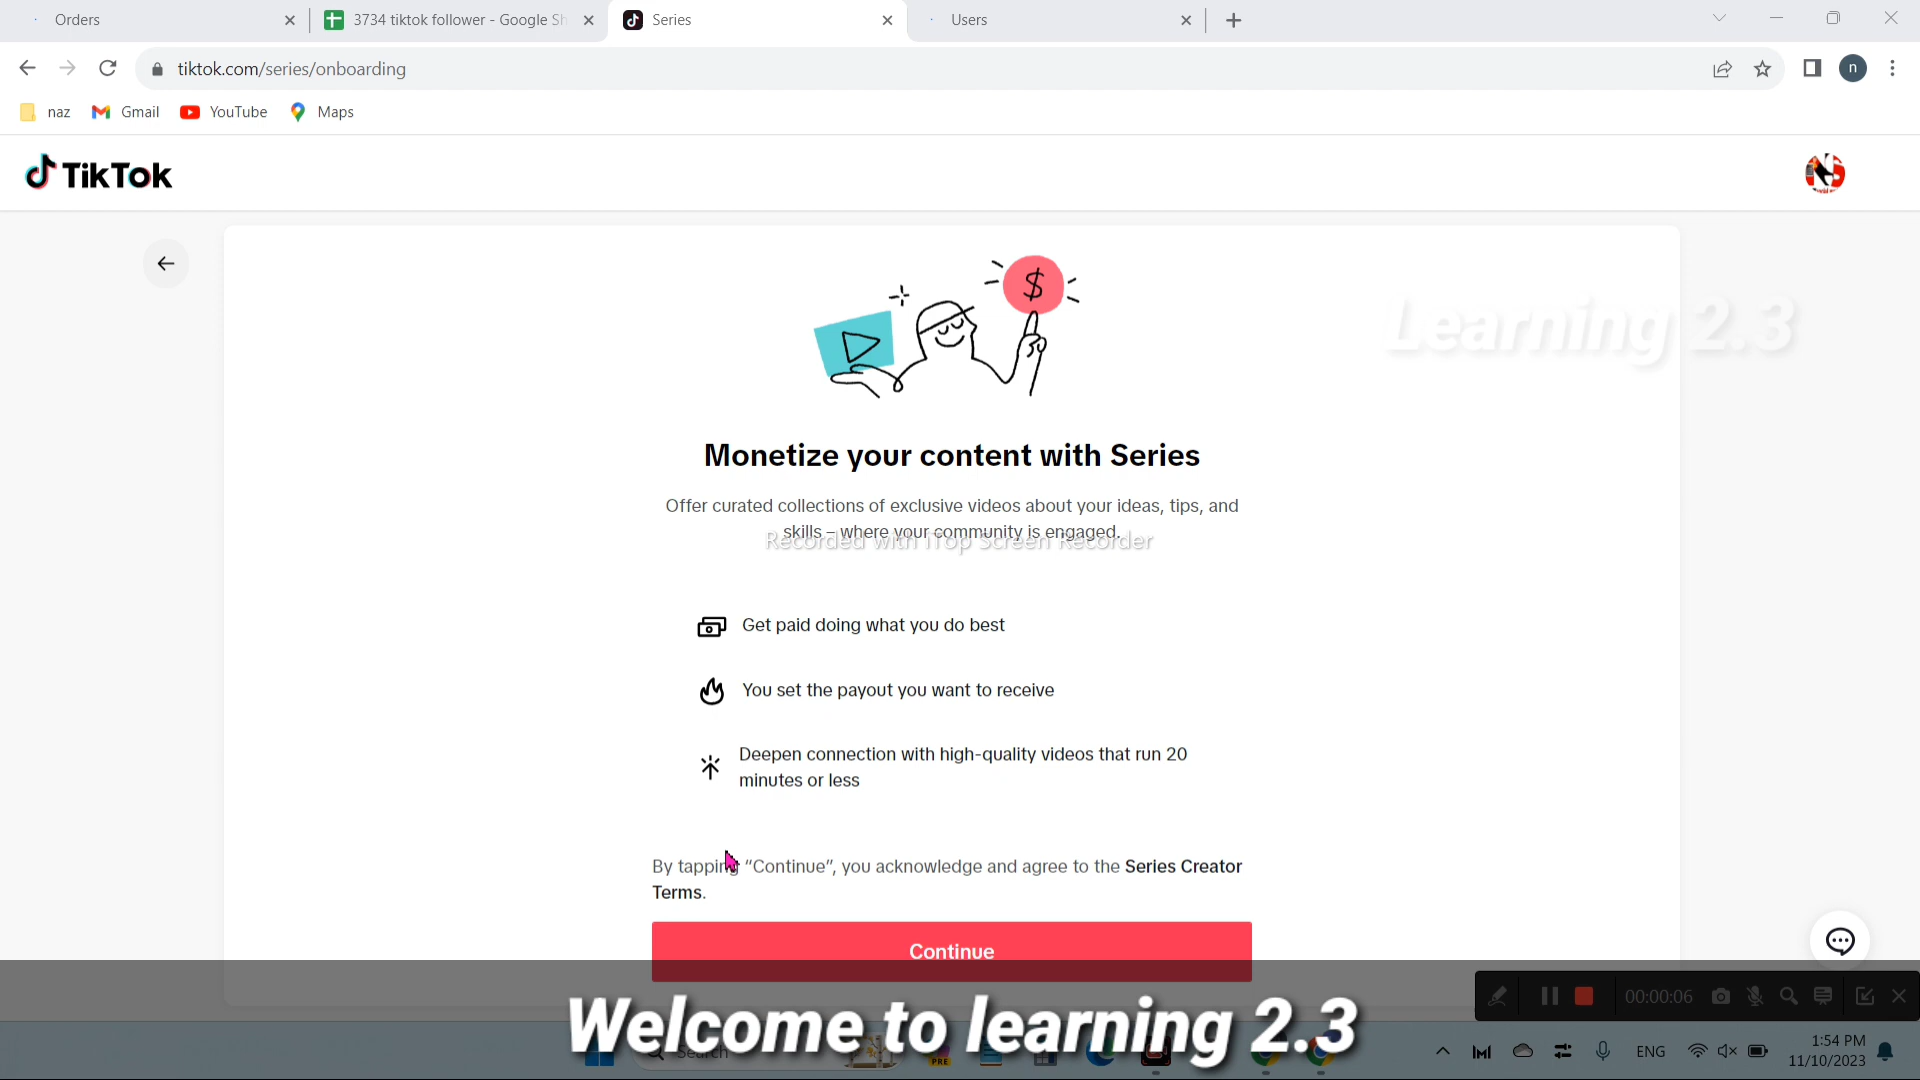 Orders
3734 tiktok follower - Google Sh
Series
Users
tiktok.com/series/onboarding
n
naz
Gmail
YouTube
Maps
TikTok
NS
$
Learning 2.3
Monetize your content with Series
Offer curated collections of exclusive videos about your ideas, tips, and
skills – where your community is engaged.
Recorded with iTop Screen Recorder
Get paid doing what you do best
You set the payout you want to receive
Deepen connection with high-quality videos that run 20
minutes or less
By tapping “Continue”, you acknowledge and agree to the Series Creator
Terms.
Continue
00:00:06
Welcome to learning 2.3
Search
PRE
ENG
1:54 PM
11/10/2023